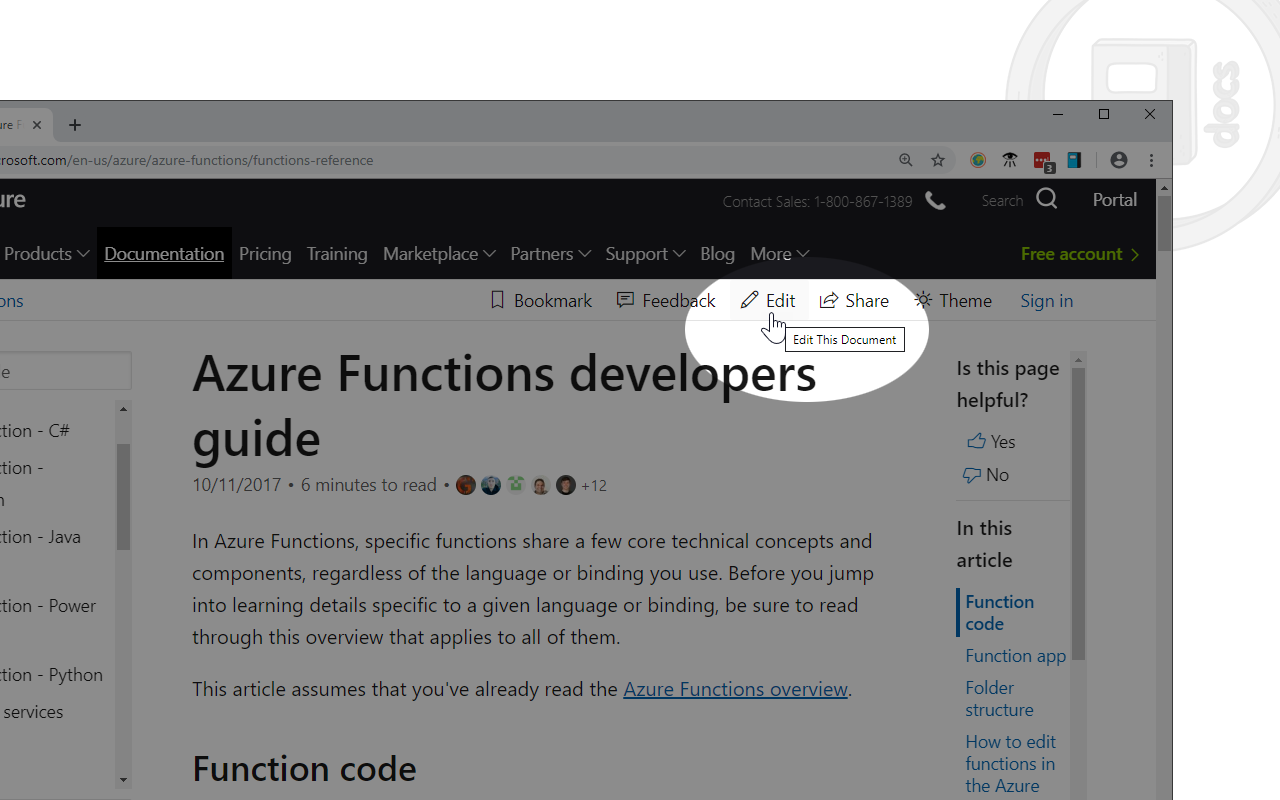 docs
ure F
crosoft.com/en-us/azure/azure-functions/functions-reference
3
ure
Contact Sales: 1-800-867-1389
Search
Portal
Products
Documentation
Pricing
Training
Marketplace
Partners
Support
Blog
More
Free account
ons
Bookmark
Feedback
Edit
Share
Theme
Sign in
Edit This Document
e
ction - C#
ction -
n
ction - Java
ction - Power
ction - Python
services
Azure Functions developers
guide
10/11/2017 • 6 minutes to read • +12
In Azure Functions, specific functions share a few core technical concepts and
components, regardless of the language or binding you use. Before you jump
into learning details specific to a given language or binding, be sure to read
through this overview that applies to all of them.
This article assumes that you've already read the Azure Functions overview.
Function code
Is this page
helpful?
Yes
No
In this
article
Function
code
Function app
Folder
structure
How to edit
functions in the
the Azure